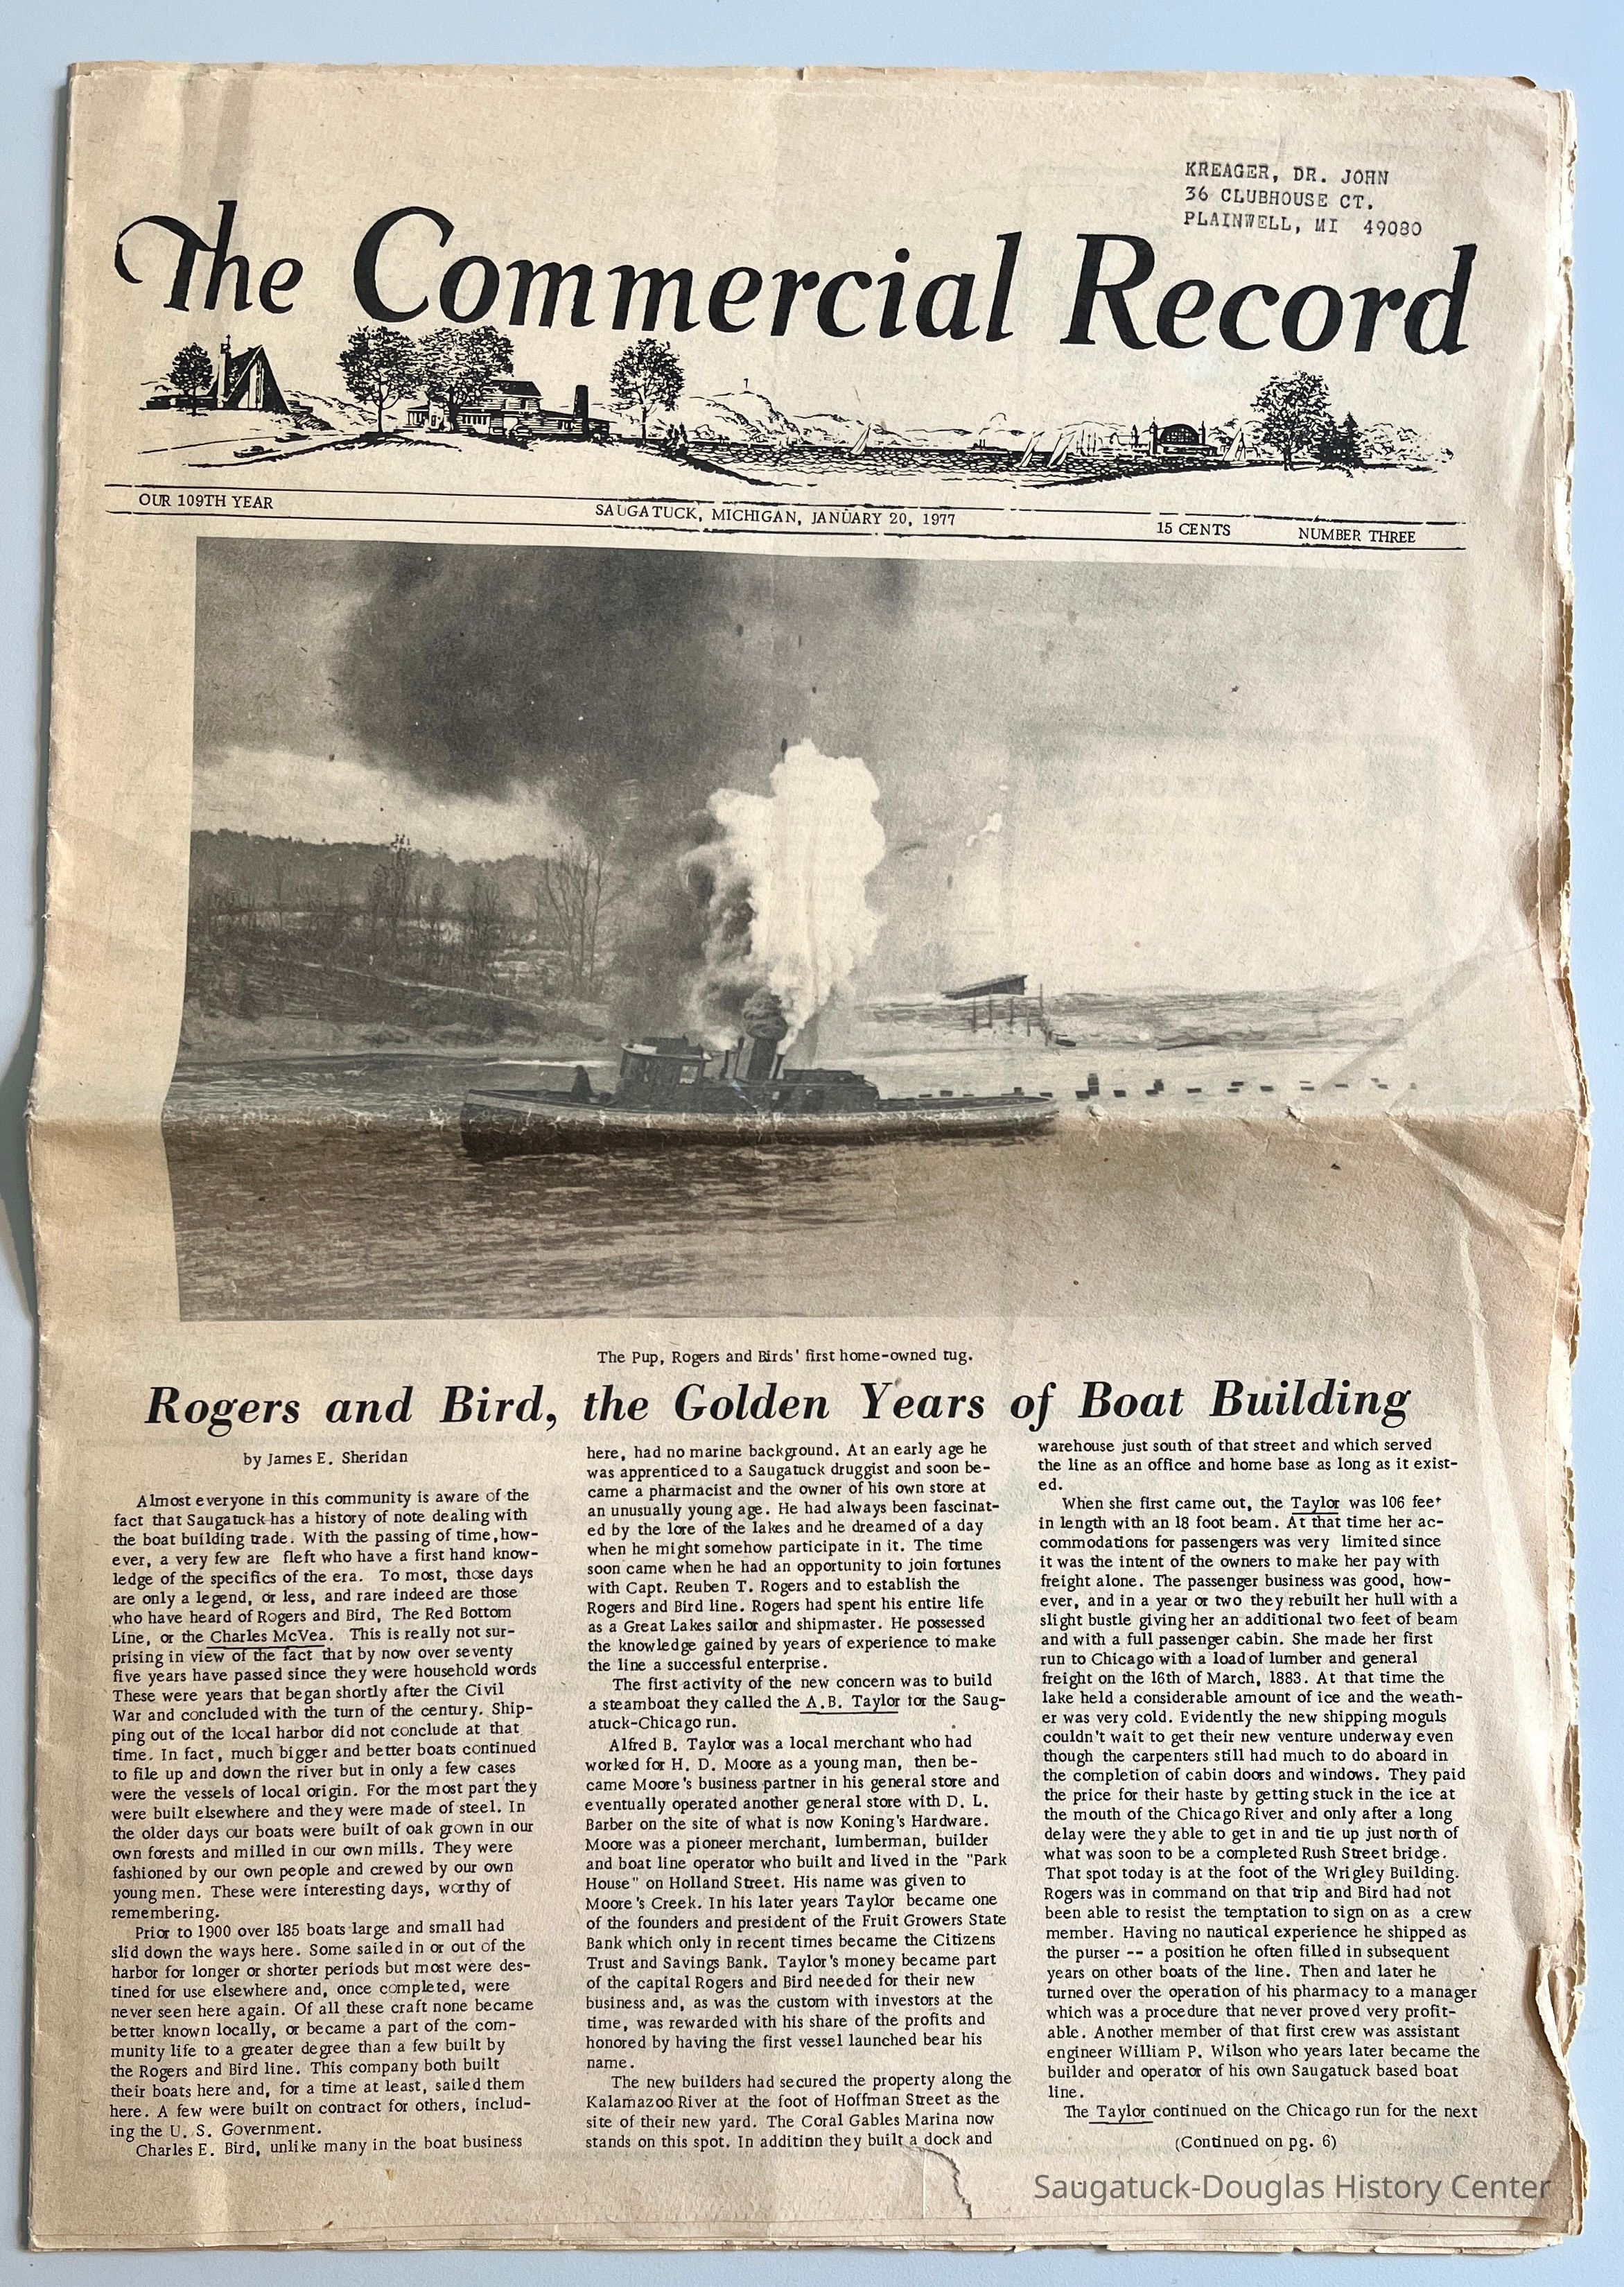 KREAGER, DR. JOHN
36 CLUBHOUSE CT.
PLAINWELL, MI 49080
The Commercial Record
OUR 109TH YEAR
SAUGATUCK, MICHIGAN, JANUARY 20, 1977
15 CENTS
NUMBER THREE
The Pup, Rogers and Birds' first home-owned tug.
Rogers and Bird, the Golden Years of Boat Building
by James E. Sheridan
Almost everyone in this community is aware of the
fact that Saugatuck has a history of note dealing with
the boat building trade. With the passing of time, how-
ever, a very few are fleft who have a first hand know-
ledge of the specifics of the era. To most, those days
are only a legend, or less, and rare indeed are those
who have heard of Rogers and Bird, The Red Bottom
Line, or the Charles McVea. This is really not sur-
prising in view of the fact that by now over seventy
five years have passed since they were household words
These were years that began shortly after the Civil
War and concluded with the turn of the century. Ship-
ping out of the local harbor did not conclude at that
time. In fact, much bigger and better boats continued
to file up and down the river but in only a few cases
were the vessels of local origin. For the most part they
were built elsewhere and they were made of steel. In
the older days our boats were built of oak grown in our
own forests and milled in our own mills. They were
fashioned by our own people and crewed by our own
young men. These were interesting days, worthy of
remembering.
Prior to 1900 over 185 boats large and small had
slid down the ways here. Some sailed in or out of the
harbor for longer or shorter periods but most were des-
tined for use elsewhere and, once completed, were
never seen here again. Of all these craft none became
better known locally, or became a part of the com-
munity life to a greater degree than a few built by
the Rogers and Bird line. This company both built
their boats here and, for a time at least, sailed them
here. A few were built on contract for others, includ-
ing the U. S. Government.
Charles E. Bird, unlike many in the boat business
here, had no marine background. At an early age he
was apprenticed to a Saugatuck druggist and soon be-
came a pharmacist and the owner of his own store at
an unusually young age. He had always been fascinat-
ed by the lore of the lakes and he dreamed of a day
when he might somehow participate in it. The time
soon came when he had an opportunity to join fortunes
with Capt. Reuben T. Rogers and to establish the
Rogers and Bird line. Rogers had spent his entire life
as a Great Lakes sailor and shipmaster. He possessed
the knowledge gained by years of experience to make
the line a successful enterprise.
The first activity of the new concern was to build
a steamboat they called the A.B. Taylor for the Saug-
atuck-Chicago run.
Alfred B. Taylor was a local merchant who had
worked for H. D. Moore as a young man, then be-
came Moore's business partner in his general store and
eventually operated another general store with D. L.
Barber on the site of what is now Koning's Hardware.
Moore was a pioneer merchant, lumberman, builder
and boat line operator who built and lived in the "Park
House" on Holland Street. His name was given to
Moore's Creek. In his later years Taylor became one
of the founders and president of the Fruit Growers State
Bank which only in recent times became the Citizens
Trust and Savings Bank. Taylor's money became part
of the capital Rogers and Bird needed for their new
business and, as was the custom with investors at the
time, was rewarded with his share of the profits and
honored by having the first vessel launched bear his
name.
The new builders had secured the property along the
Kalamazoo River at the foot of Hoffman Street as the
site of their new yard. The Coral Gables Marina now
stands on this spot. In addition they built a dock and
warehouse just south of that street and which served
the line as an office and home base as long as it exist-
ed.
When she first came out, the Taylor was 106 feet
in length with an 18 foot beam. At that time her ac-
commodations for passengers was very limited since
it was the intent of the owners to make her pay with
freight alone. The passenger business was good, how-
ever, and in a year or two they rebuilt her hull with a
slight bustle giving her an additional two feet of beam
and with a full passenger cabin. She made her first
run to Chicago with a load of lumber and general
freight on the 16th of March, 1883. At that time the
lake held a considerable amount of ice and the weath-
er was very cold. Evidently the new shipping moguls
couldn't wait to get their new venture underway even
though the carpenters still had much to do aboard in
the completion of cabin doors and windows. They paid
the price for their haste by getting stuck in the ice at
the mouth of the Chicago River and only after a long
delay were they able to get in and tie up just north of
what was soon to be a completed Rush Street bridge.
That spot today is at the foot of the Wrigley Building.
Rogers was in command on that trip and Bird had not
been able to resist the temptation to sign on as a crew
member. Having no nautical experience he shipped as
the purser -- a position he often filled in subsequent
years on other boats of the line. Then and later he
turned over the operation of his pharmacy to a manager
which was a procedure that never proved very profit-
able. Another member of that first crew was assistant
engineer William P. Wilson who years later became the
builder and operator of his own Saugatuck based boat
line.
The Taylor continued on the Chicago run for the next
(Continued on pg. 6)
Saugatuck-Douglas History Center